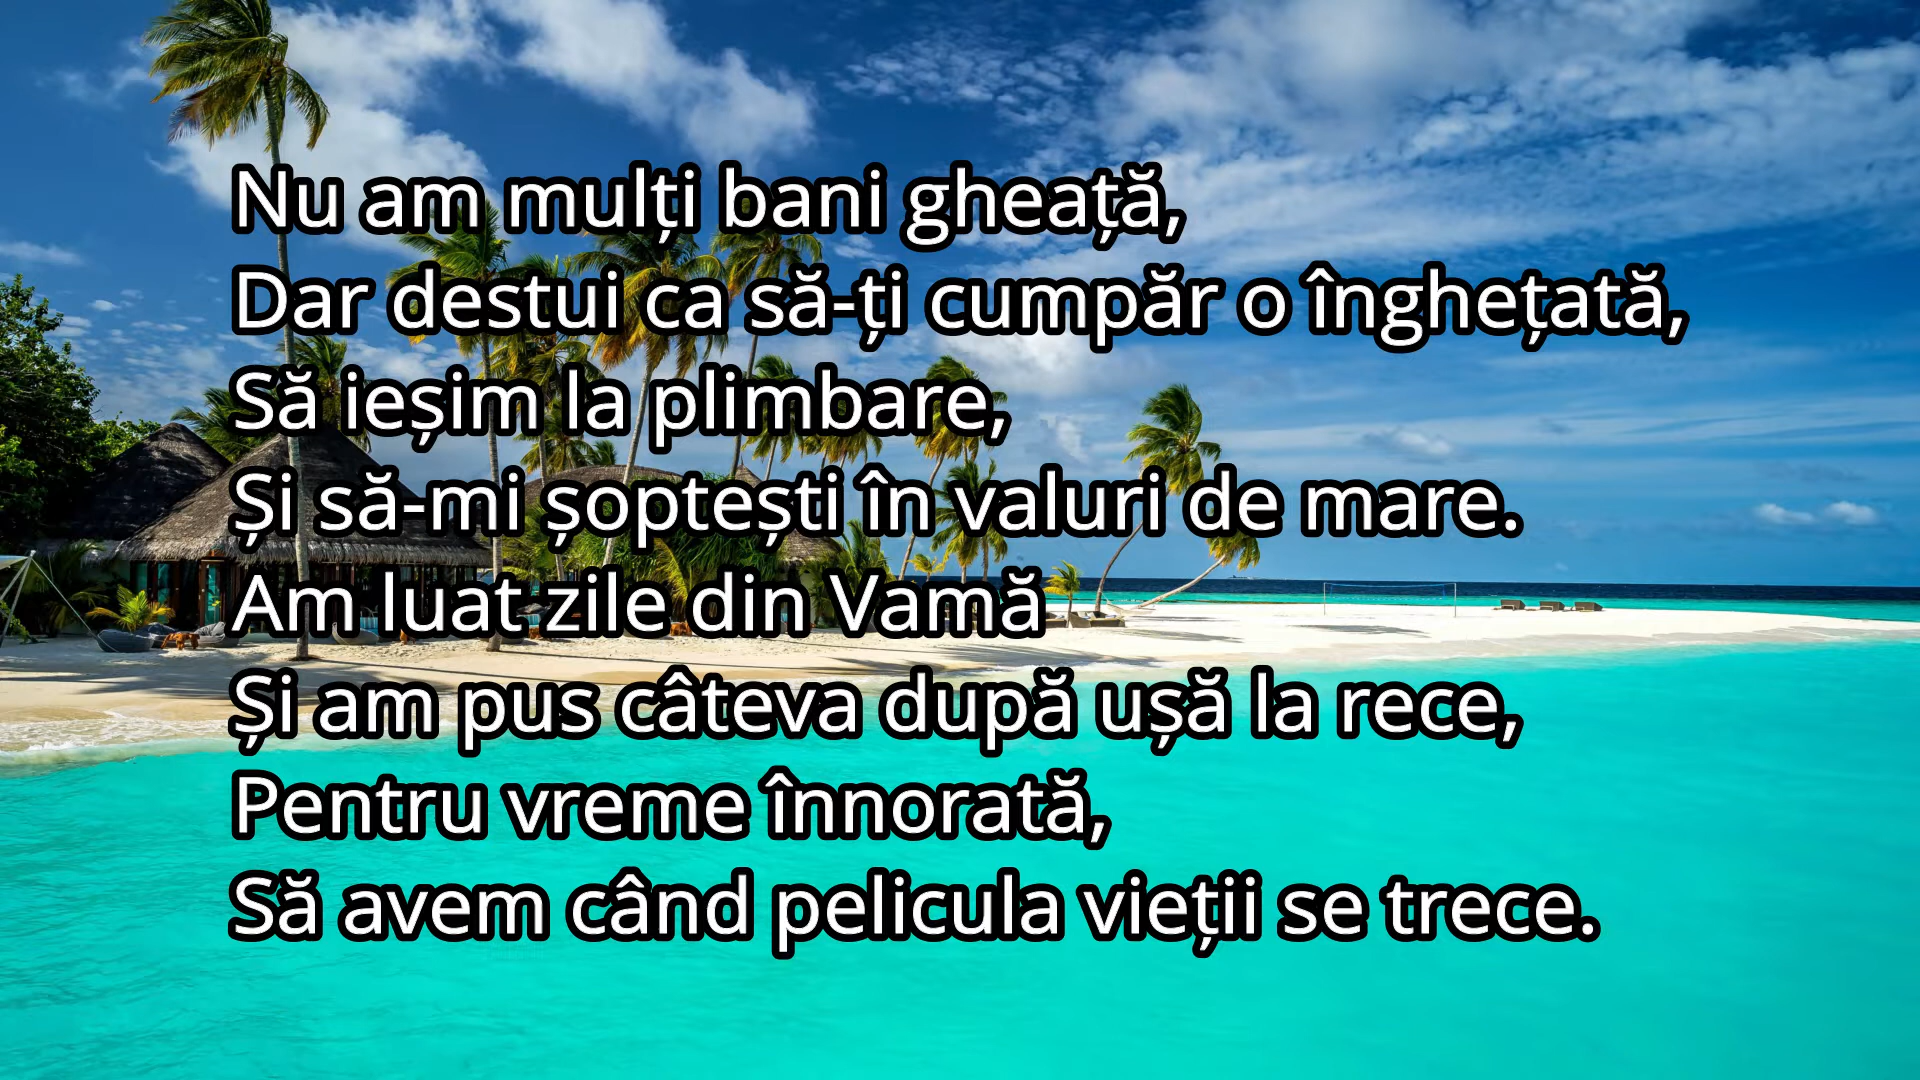 Nu am mulți bani gheață,
Dar destui ca să-ți cumpăr o înghețată,
Să ieșim la plimbare,
Și să-mi șoptești în valuri de mare.
Am luat zile din Vamă
Și am pus câteva după ușă la rece,
Pentru vreme înnorată,
Să avem când pelicula vieții se trece.